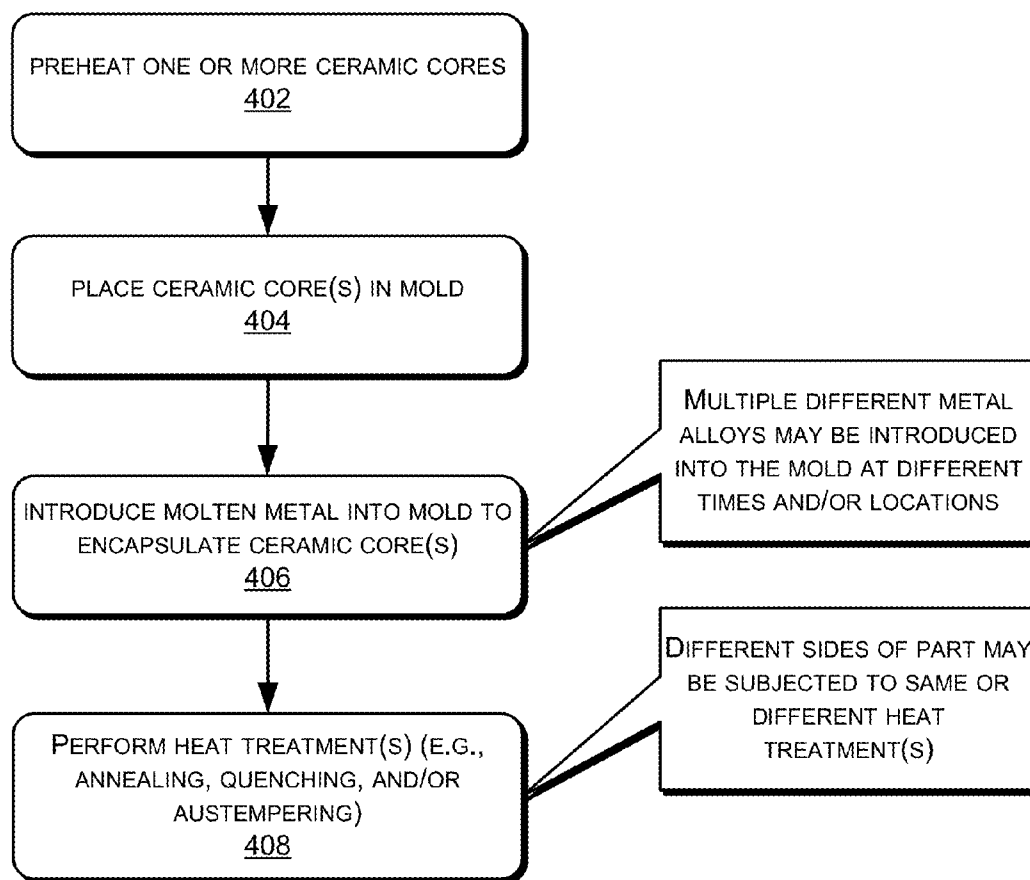 PREHEAT ONE OR MORE CERAMIC CORES
402
PLACE CERAMIC CORE(S) IN MOLD
404
INTRODUCE MOLTEN METAL INTO MOLD TO
ENCAPSULATE CERAMIC CORE(S)
406
MULTIPLE DIFFERENT METAL
ALLOYS MAY BE INTRODUCED
INTO THE MOLD AT DIFFERENT
TIMES AND/OR LOCATIONS
PERFORM HEAT TREATMENT(S) (E.G.,
ANNEALING, QUENCHING, AND/OR
AUSTEMPERING)
408
DIFFERENT SIDES OF PART MAY
BE SUBJECTED TO SAME OR
DIFFERENT HEAT
TREATMENT(S)